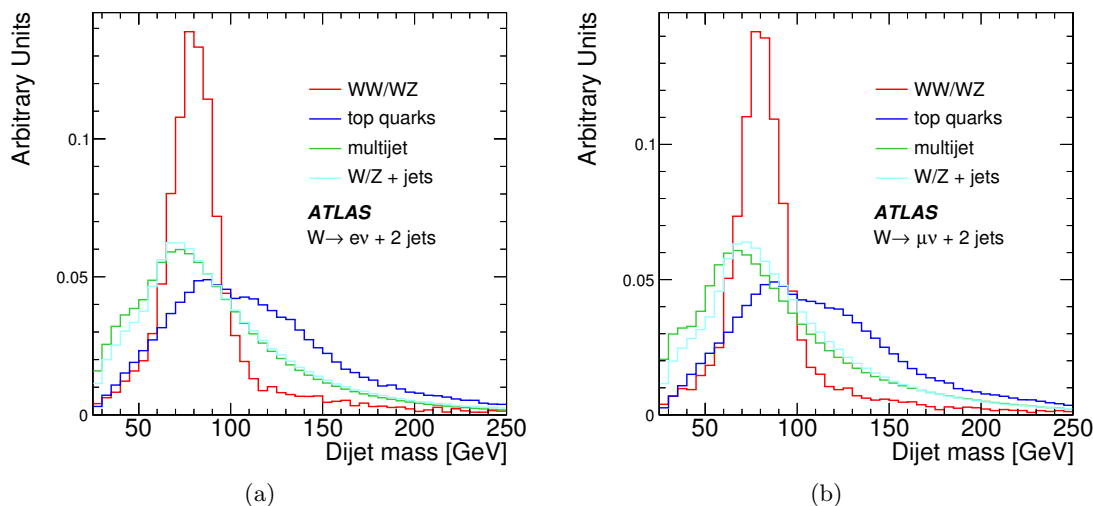 Arbitrary Units
0.1
0.05
0
WW/WZ
top quarks
multijet
W/Z + jets
ATLAS
W→ eν + 2 jets
50 100 150 200 250
Dijet mass [GeV]
(a)
Arbitrary Units
0.1
0.05
0
WW/WZ
top quarks
multijet
W/Z + jets
ATLAS
W→ μν + 2 jets
50 100 150 200 250
Dijet mass [GeV]
(b)